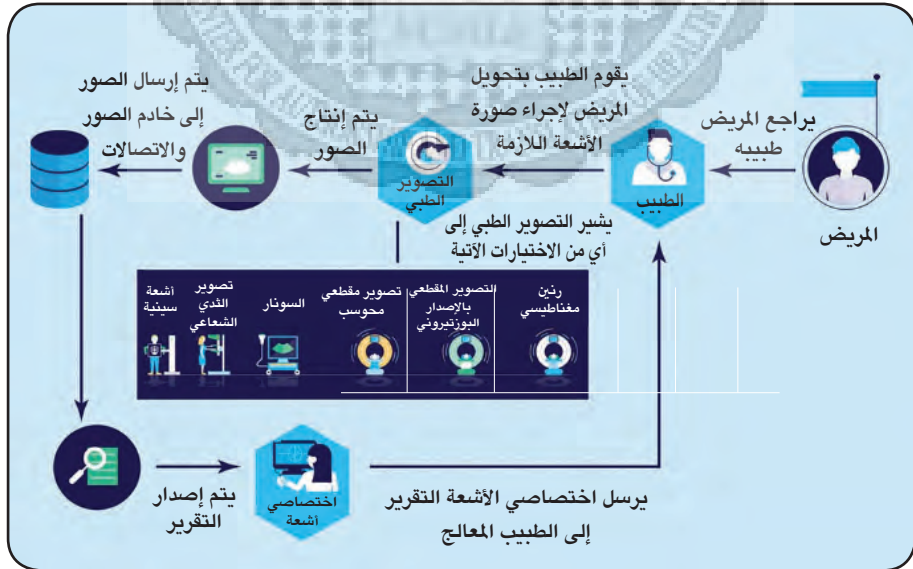 يراجع المريض
طبيبه
المريض
الطبيب
يقوم الطبيب بتحويل
المريض لإجراء صورة
الأشعة اللازمة
التصوير
الطبي
يتم إنتاج
الصور
يتم إرسال الصور
إلى خادم الصور
والاتصالات
يشير التصوير الطبي إلى
أي من الاختيارات الآتية
رنين
مغناطيسي
التصوير المقطعي
بالإصدار
البوزتيروني
تصوير مقطعي
محوسب
السونار
تصوير
الثدي
الشعاعي
أشعة
سينية
يتم إصدار
التقرير
اختصاصي
أشعة
يرسل اختصاصي الأشعة التقرير
إلى الطبيب المعالج